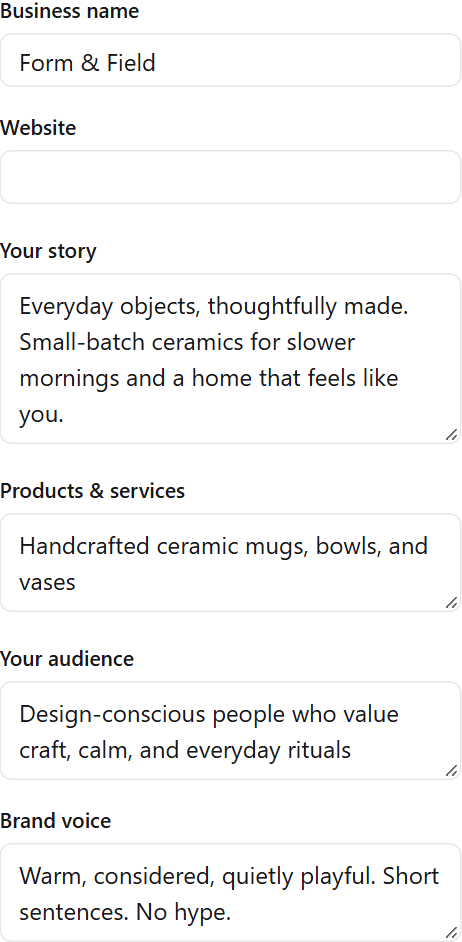 Business name
Form & Field
Website
Your story
Everyday objects, thoughtfully made.
Small-batch ceramics for slower
mornings and a home that feels like
you.
Products & services
Handcrafted ceramic mugs, bowls, and
vases
Your audience
Design-conscious people who value
craft, calm, and everyday rituals
Brand voice
Warm, considered, quietly playful. Short
sentences. No hype.